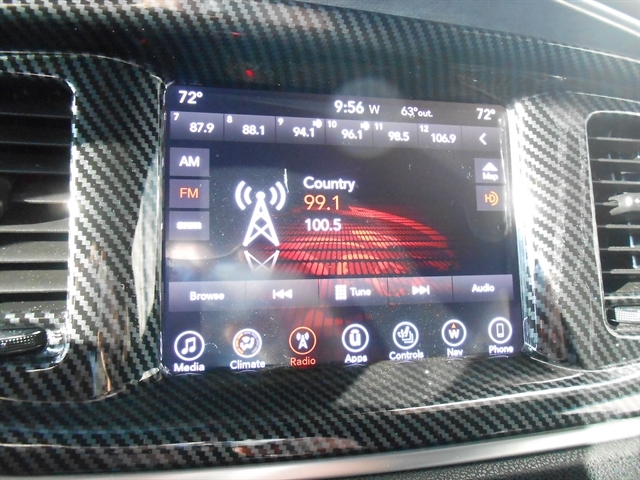 72° 9:56 W 63°out. 72°
7 87.9 8 88.1 9 94.1 10 96.1 11 98.5 12 106.9
AM
Map
FM
HD
Country
99.1
100.5
Browse Tune Audio
Media Climate Radio Apps Controls W Nav Phone